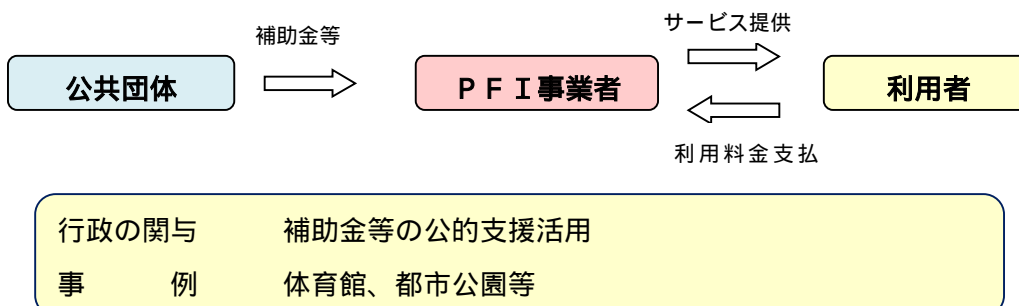 補助金等
サービス提供
公共団体
ＰＦＩ事業者
利用者
利用料金支払
行政の関与　　　補助金等の公的支援活用
事　　　例　　　体育館、都市公園等